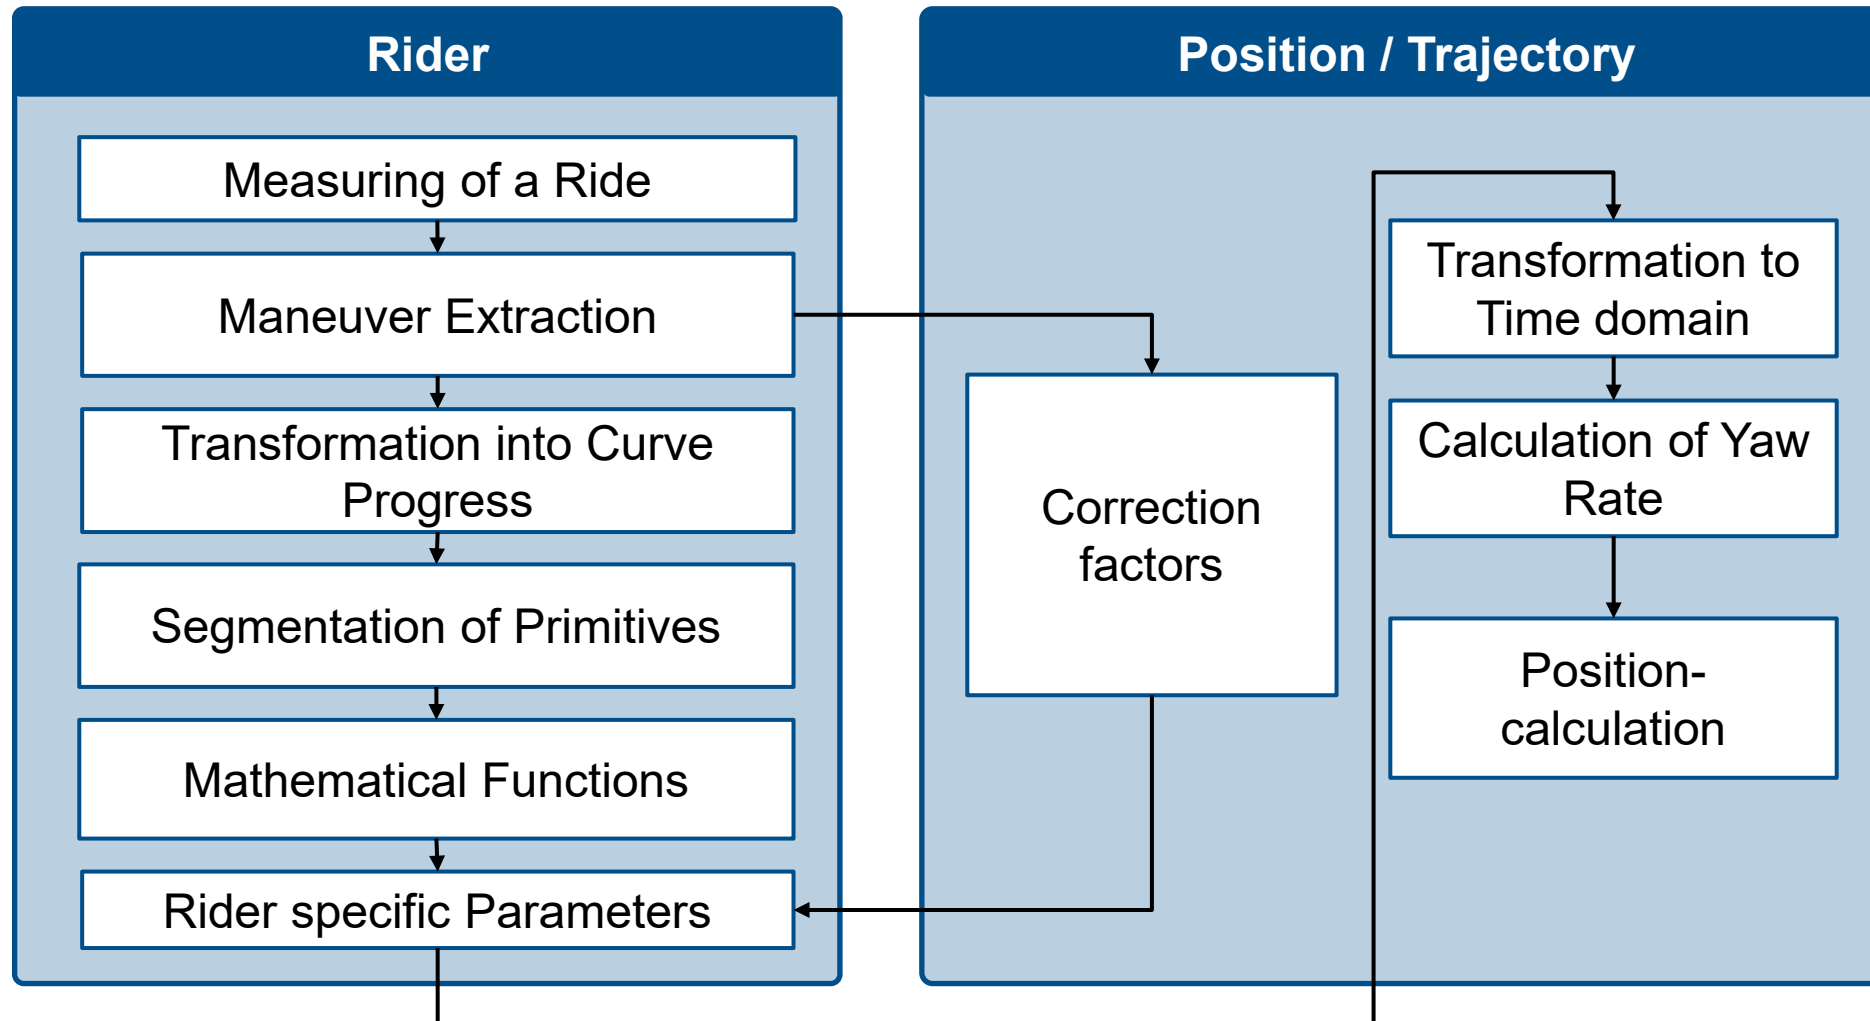 Rider
Measuring of a Ride
Maneuver Extraction
Transformation into Curve
Progress
Segmentation of Primitives
Mathematical Functions
Rider specific Parameters
Position / Trajectory
Correction
factors
Transformation to
Time domain
Calculation of Yaw
Rate
Position-
calculation